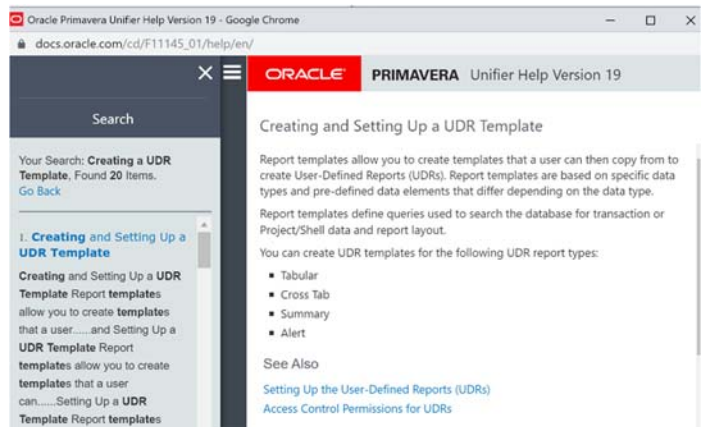 Oracle Primavera Unifier Help Version 19 - Google Chrome
docs.oracle.com/cd/F11145_01/help/en/
ORACLE PRIMAVERA Unifier Help Version 19
Search
Your Search: Creating a UDR
Template, Found 20 Items.
Go Back
1. Creating and Setting Up a
UDR Template
Creating and Setting Up a UDR
Template Report templates
allow you to create templates
that a user......and Setting Up a
UDR Template Report
templates allow you to create
templates that a user
can......Setting Up a UDR
Template Report templates
Creating and Setting Up a UDR Template
Report templates allow you to create templates that a user can then copy from to
create User-Defined Reports (UDRs). Report templates are based on specific data
types and pre-defined data elements that differ depending on the data type.
Report templates define queries used to search the database for transaction or
Project/Shell data and report layout.
You can create UDR templates for the following UDR report types:
▪ Tabular
▪ Cross Tab
▪ Summary
▪ Alert
See Also
Setting Up the User-Defined Reports (UDRs)
Access Control Permissions for UDRs